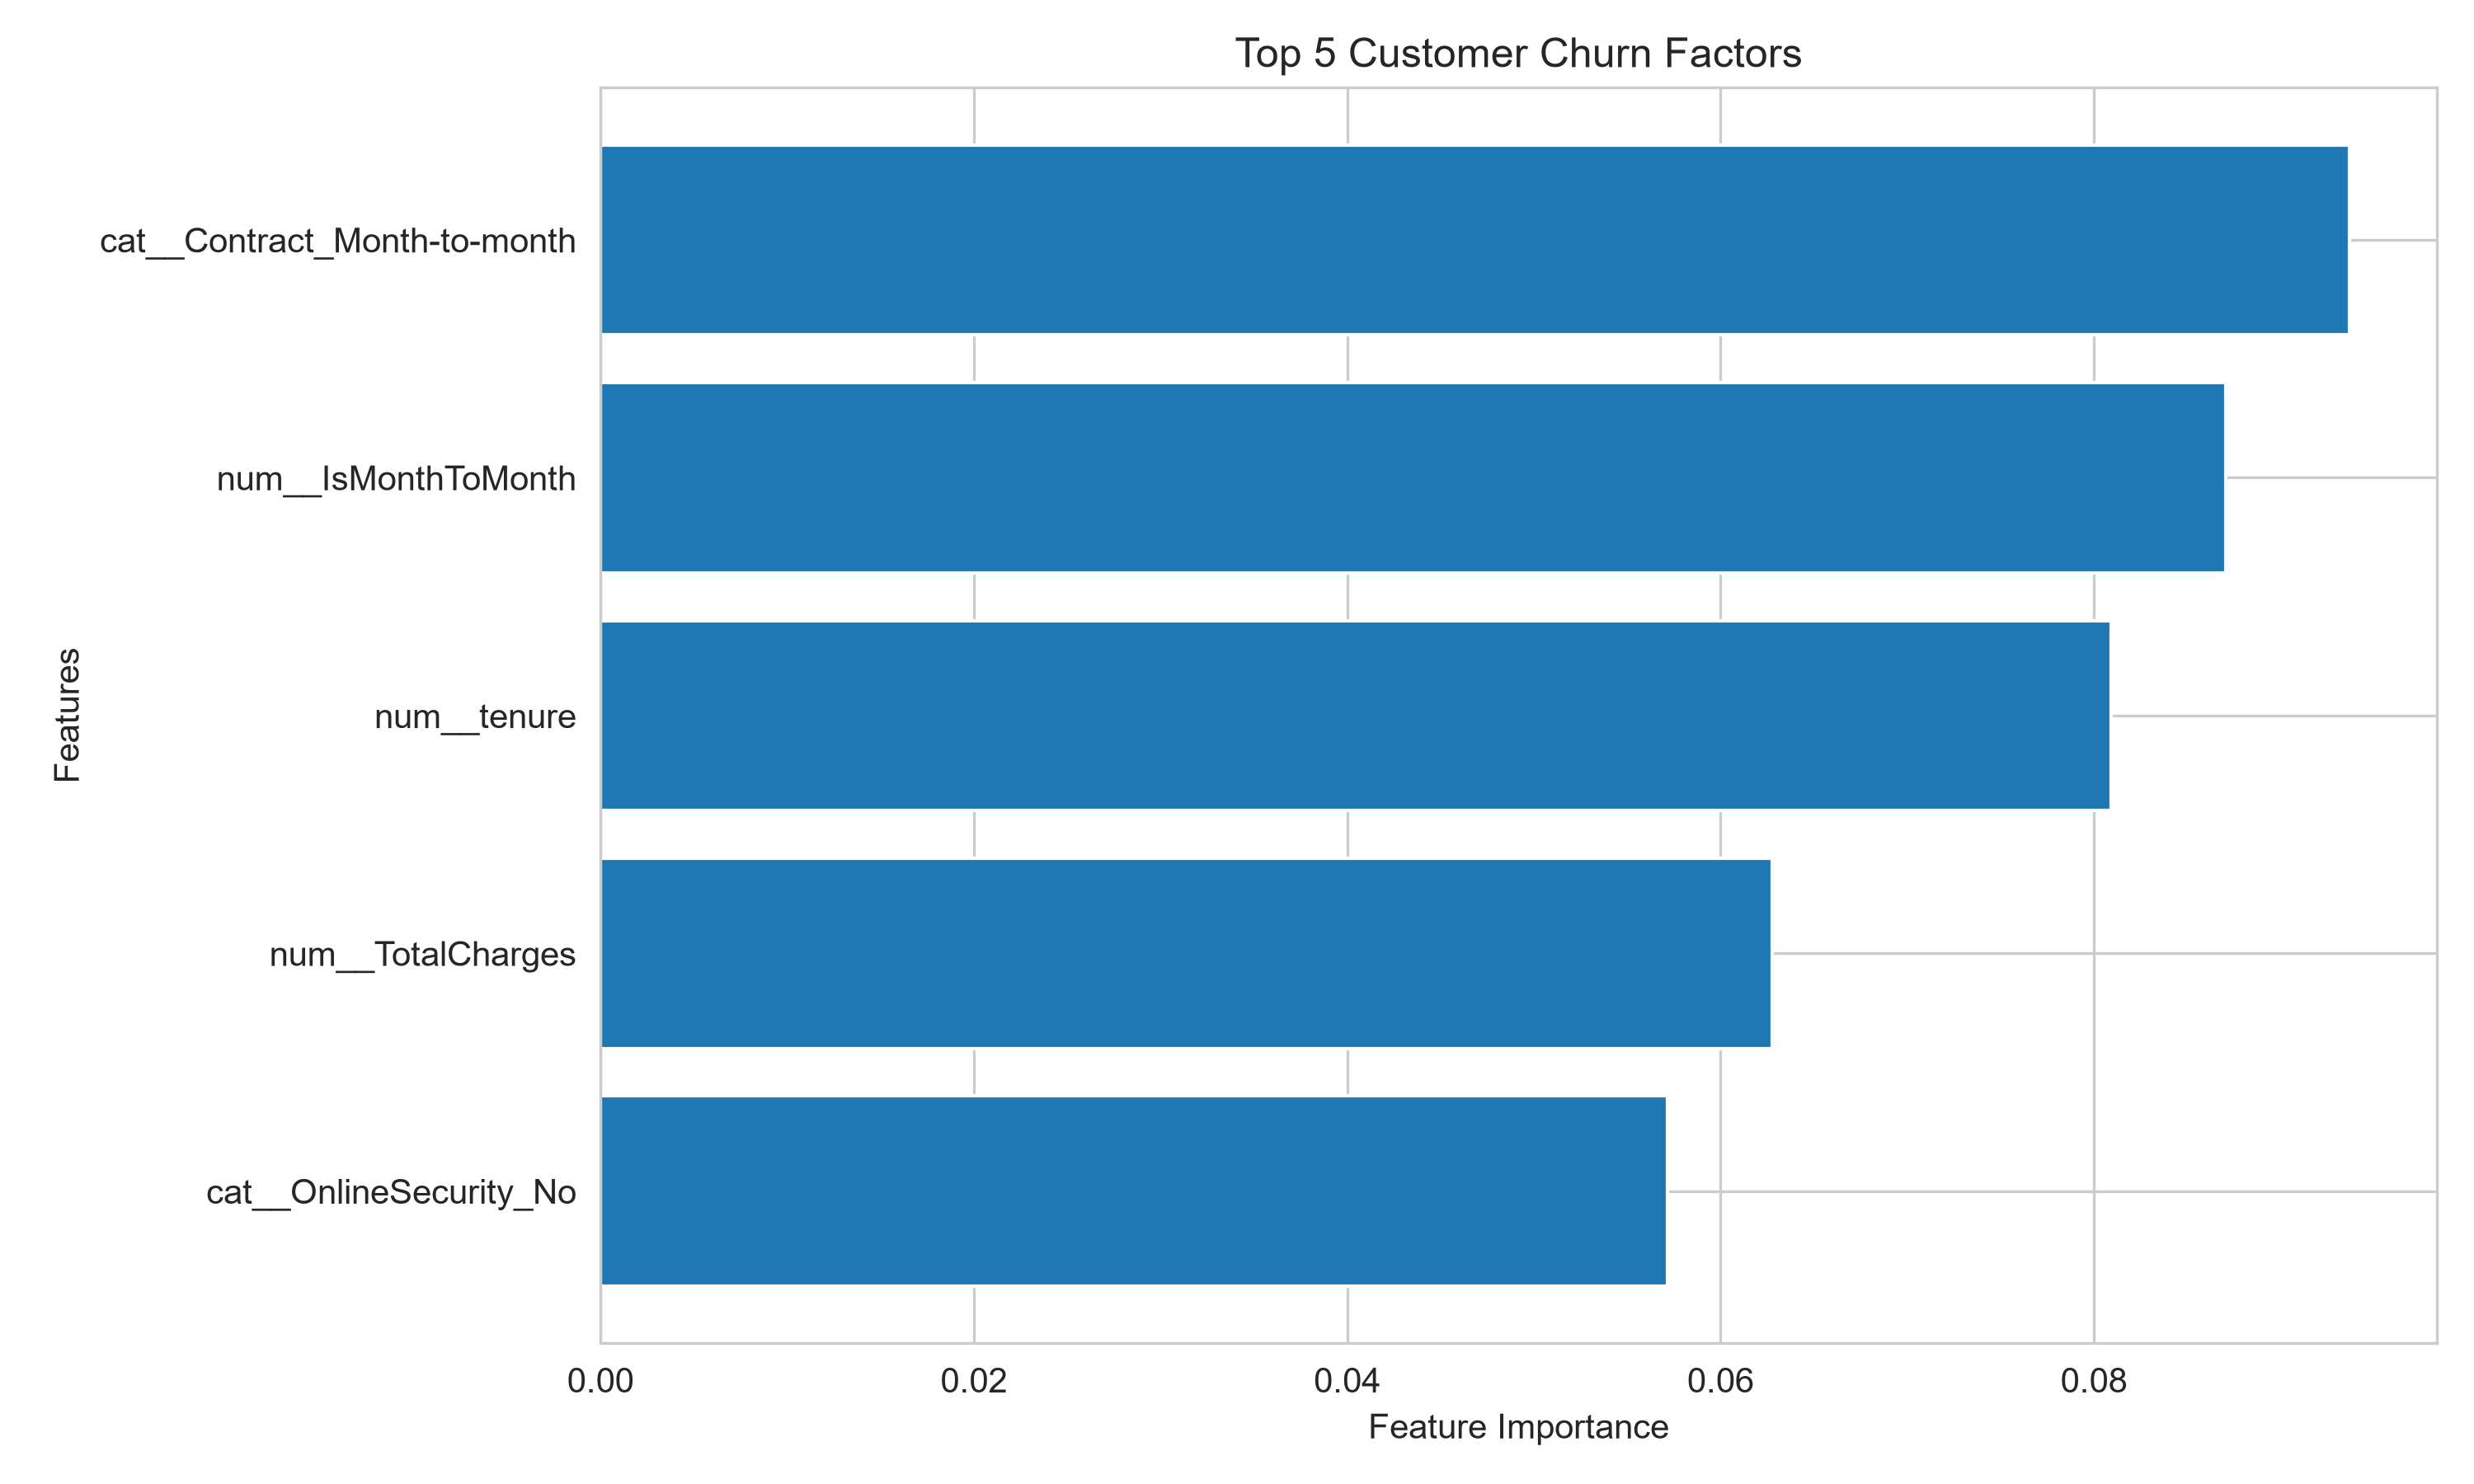 Top 5 Customer Churn Factors
cat__Contract_Month-to-month
num__IsMonthToMonth
num__tenure
num__TotalCharges
cat__OnlineSecurity_No
Features
0.00 0.02 0.04 0.06 0.08
Feature Importance